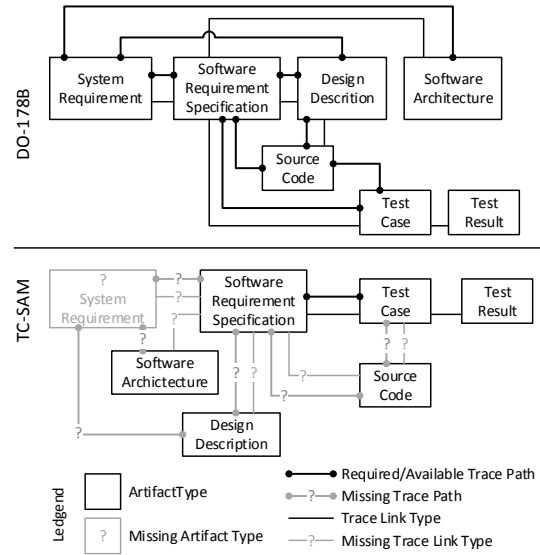 DO-178B
System
Requirement
Software
Requirement
Specification
Design
Descrition
Software
Architecture
Source
Code
Test
Case
Test
Result
TC-SAM
?
System
Requirement
?
?
?
?
Software
Requirement
Specification
Test
Case
Test
Result
Software
Archictecture
?
?
?
?
?
?
Source
Code
?
Design
Description
Ledgend
ArtifactType
? Missing Artifact Type
Required/Available Trace Path
? Missing Trace Path
Trace Link Type
? Missing Trace Link Type